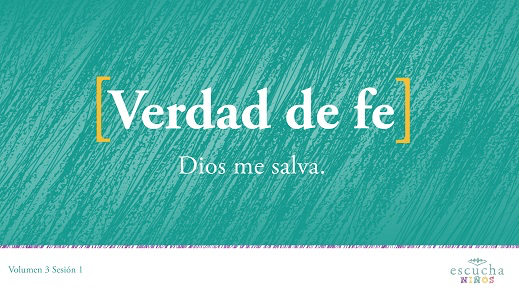 [Verdad de fe]
Dios me salva.
Volumen 3 Sesión 1
escucha
NIÑOS